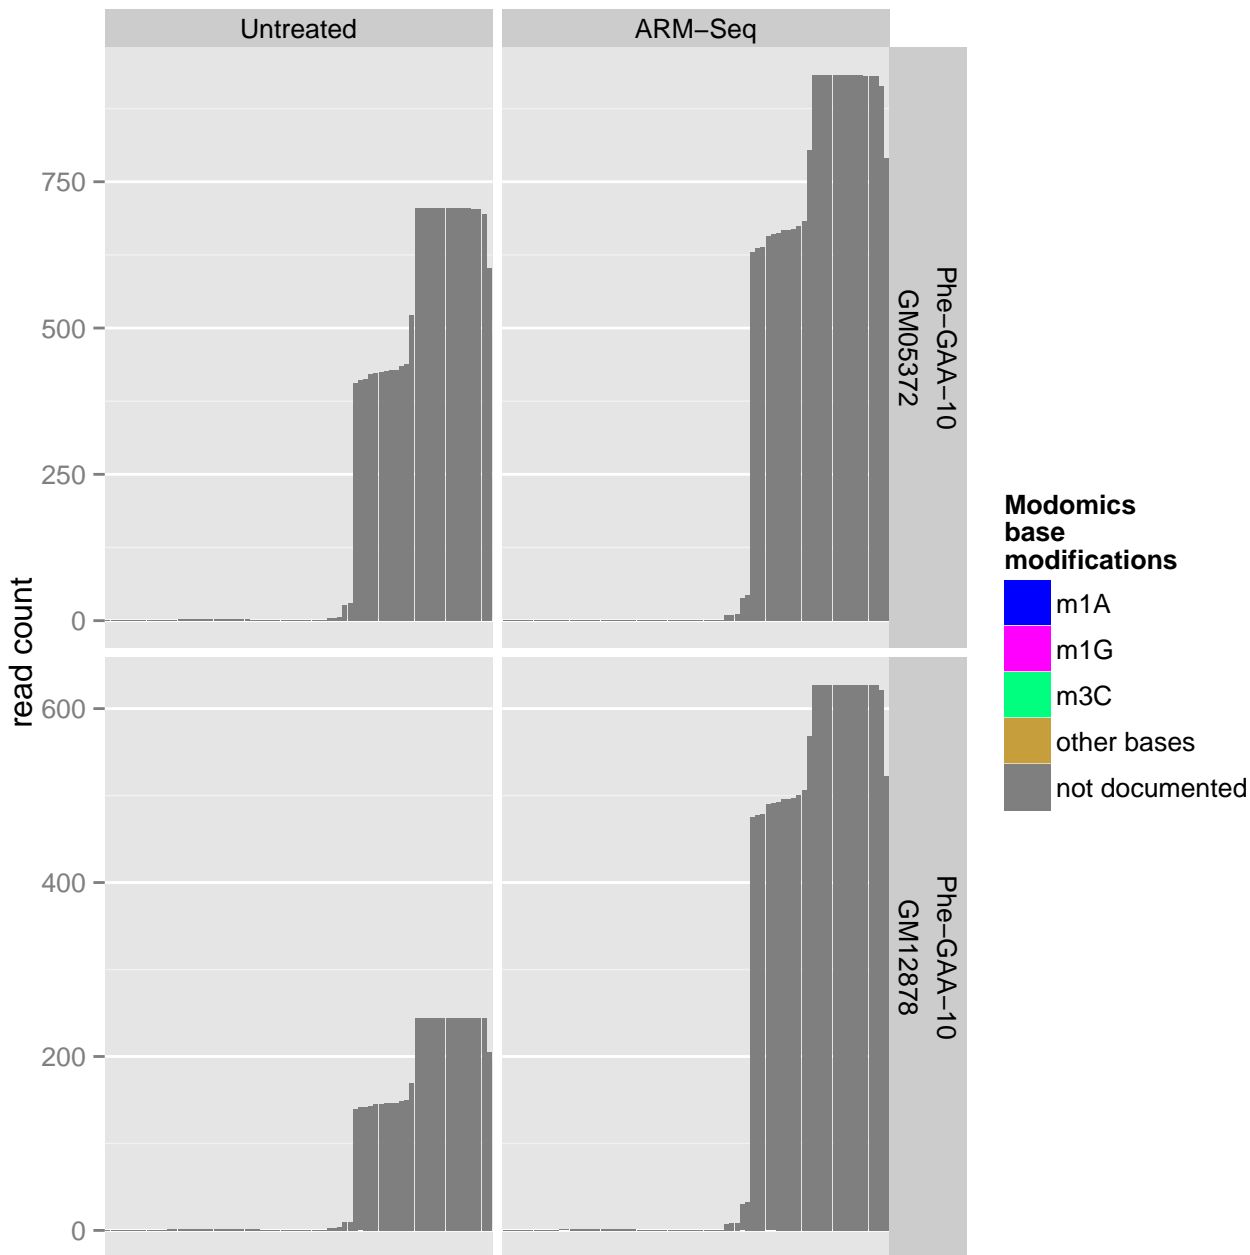 Untreated
ARM−Seq
750
500
250
0
Phe−GAA−10
GM05372
read count
600
400
200
0
Phe−GAA−10
GM12878
Modomics
base
modifications
m1A
m1G
m3C
other bases
not documented